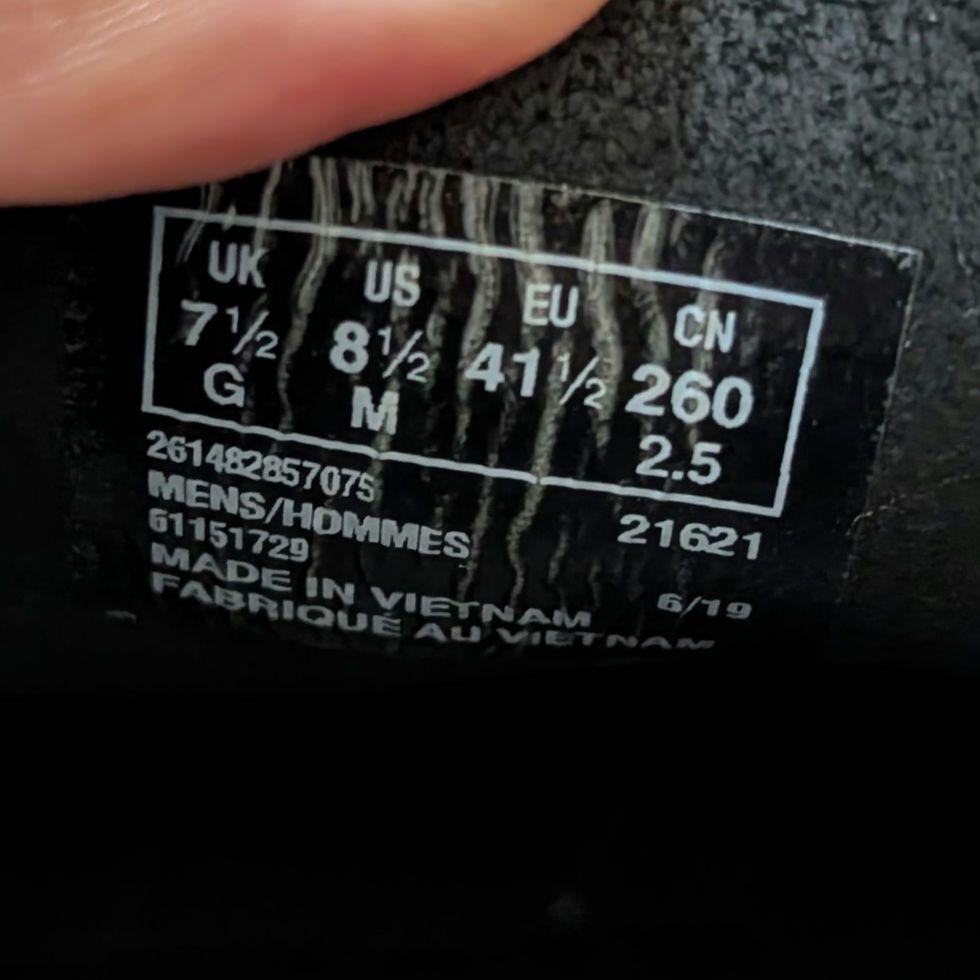 UK US EU CN
7½ 8½ 41½ 260
G M 2.5
261482857075
MENS/HOMMES 21621
61151729
MADE IN VIETNAM 6/19
FABRIQUÉ AU VIETNAM